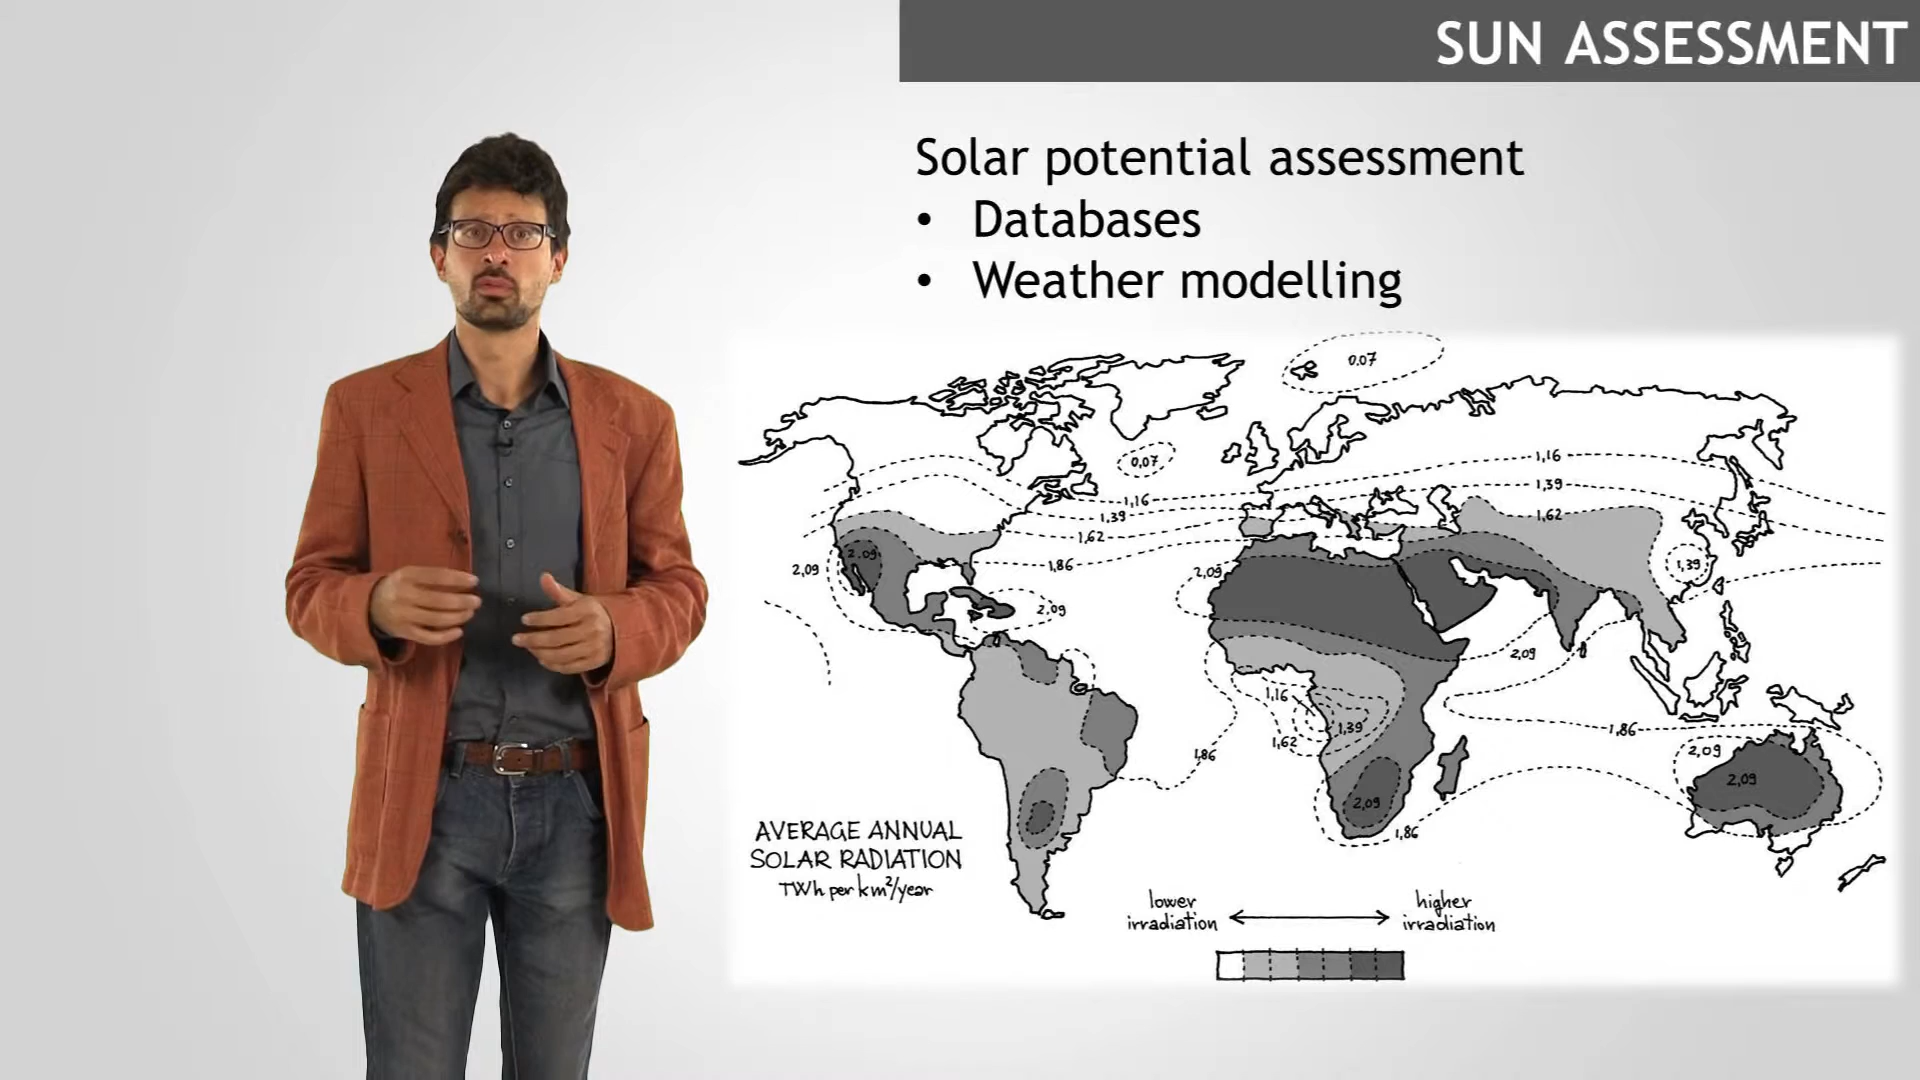 SUN ASSESSMENT
Solar potential assessment
• Databases
• Weather modelling
0,07
0,07
1,16
1,16
1,39
1,39
1,62
1,62
1,86
2.09
2,09
2,09
2,09
1,39
2,09
1,16
1,39
1,62
1,86
1,86
2,09
2,09
2,09
1,86
AVERAGE ANNUAL
SOLAR RADIATION
TWh per km²/year
lower
irradiation
higher
irradiation